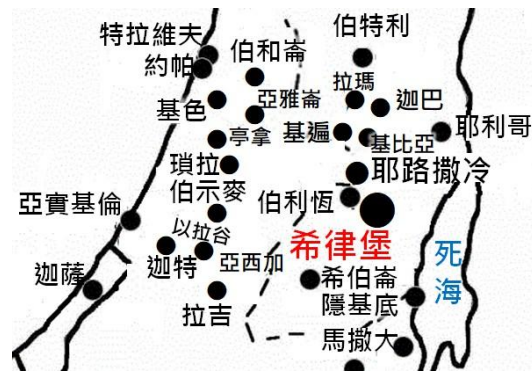 特拉維夫
約帕
伯和崙
伯特利
拉瑪
迦巴
基色
亞雅崙
亭拿
基遍
基比亞
耶利哥
瑣拉
耶路撒冷
伯示麥
伯利恆
亞實基倫
以拉谷
希律堡
死海
迦特
亞西加
希伯崙
迦薩
拉吉
隱基底
馬撒大